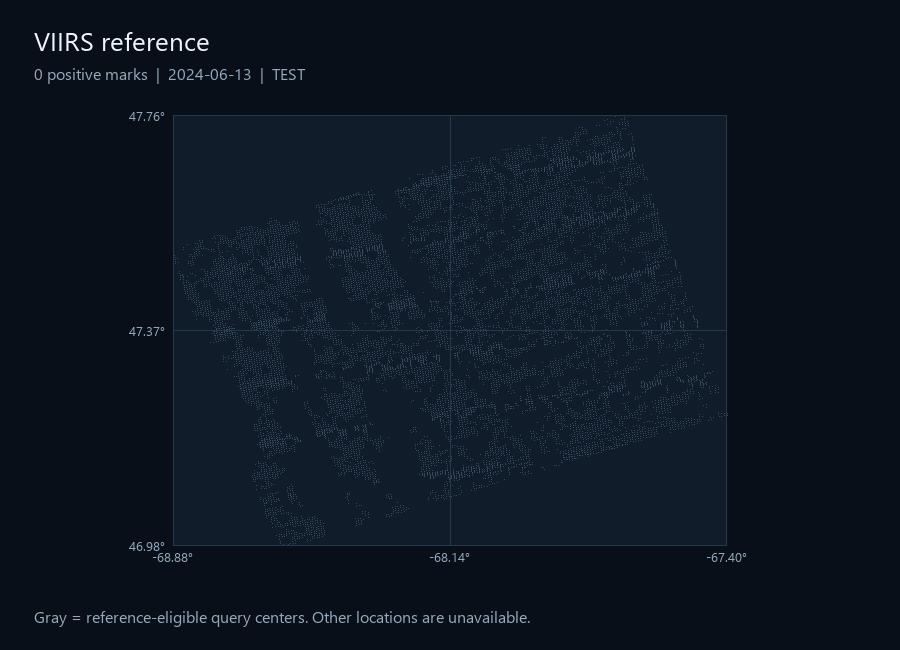 VIIRS reference
0 positive marks | 2024-06-13 | TEST
47.76°
47.37°
46.98°
-68.88°
-68.14°
-67.40°
Gray = reference-eligible query centers. Other locations are unavailable.